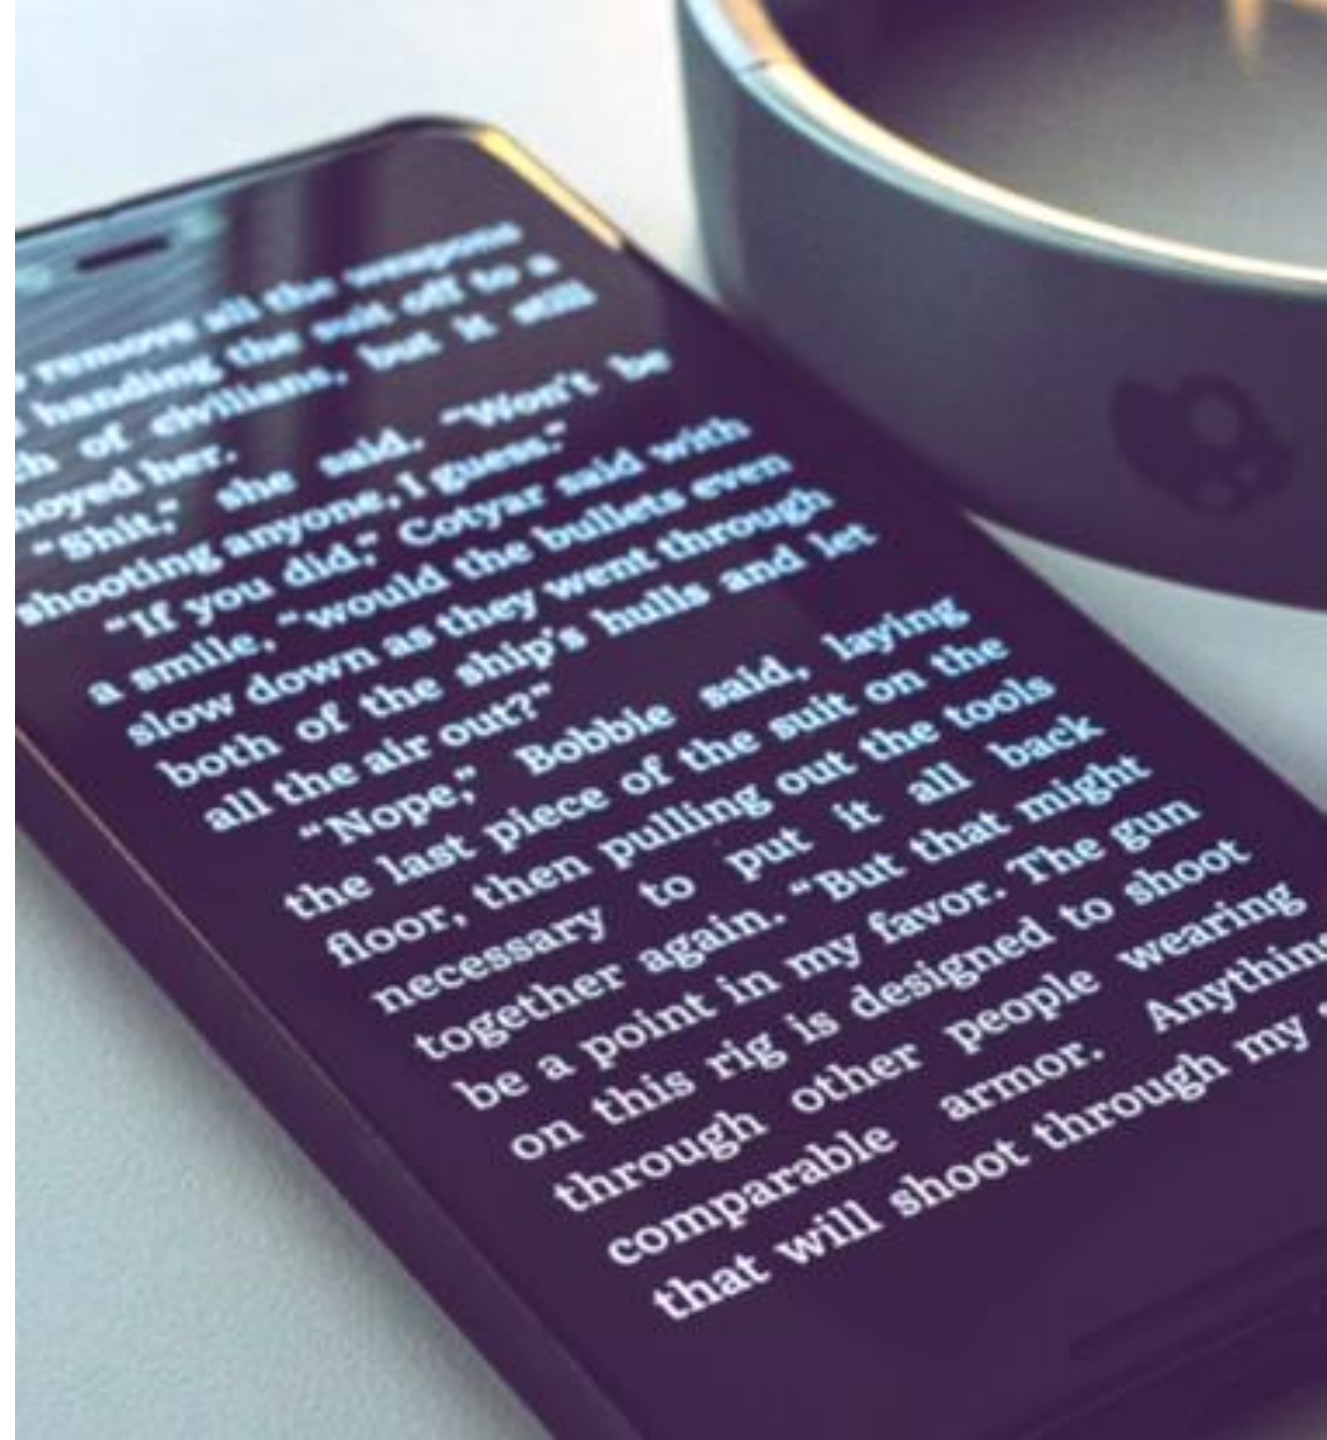 remove all the weapons
handing the suit off to a
of civilians, but it still
noyed her.
“Shit,” she said. “Won’t be
shooting anyone, I guess.”
“If you did,” Cotyar said with
a smile, “would the bullets even
slow down as they went through
both of the ship’s hulls and let
all the air out?”
“Nope,” Bobbie said, laying
the last piece of the suit on the
floor, then pulling out the tools
necessary to put it all back
together again. “But that might
be a point in my favor. The gun
on this rig is designed to shoot
through other people wearing
comparable armor. Anythin
that will shoot through my